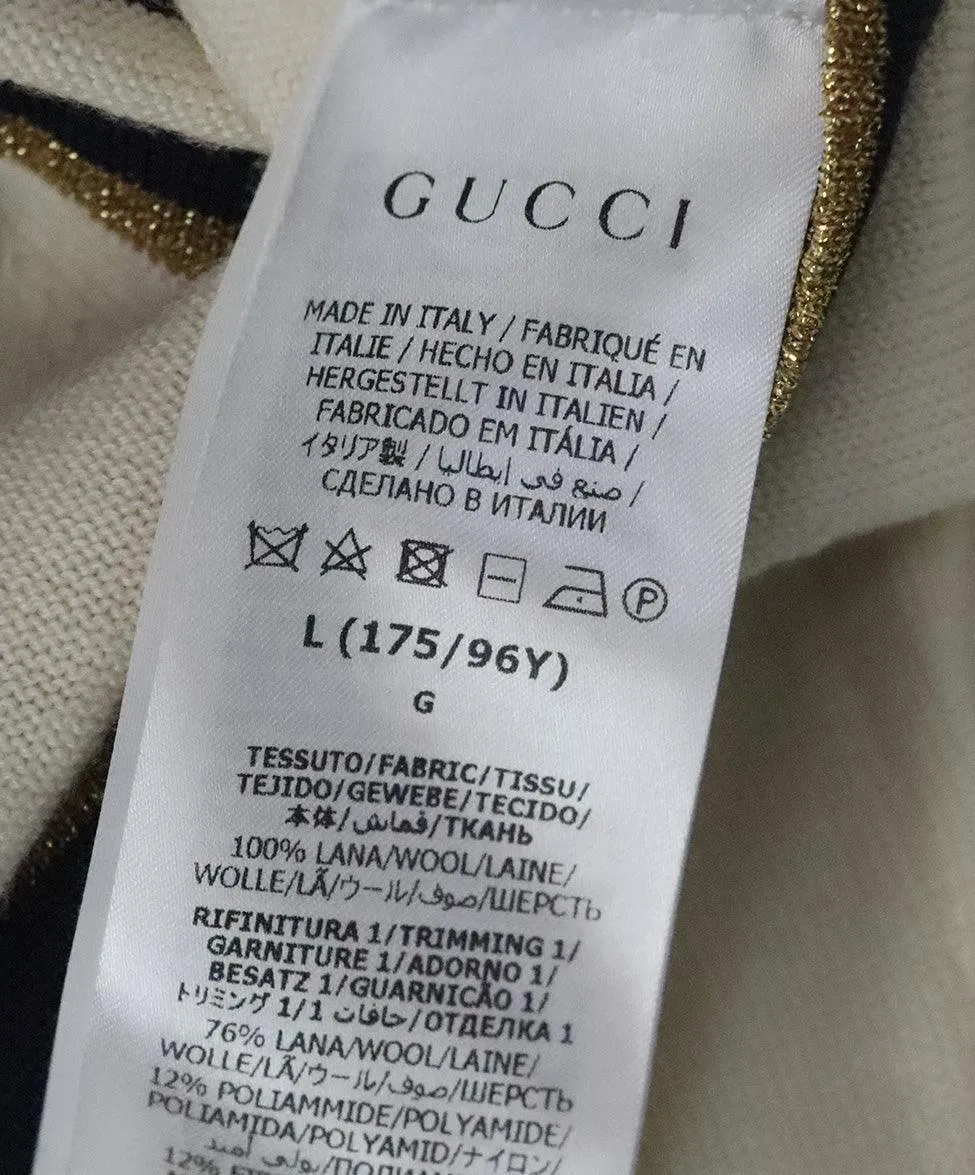 GUCCI
MADE IN ITALY / FABRIQUÉ EN
ITALIE / HECHO EN ITALIA /
HERGESTELLT IN ITALIEN /
FABRICADO EM ITÁLIA /
イタリア製 / صنع في إيطاليا /
СДЕЛАНО В ИТАЛИИ
P
L (175/96Y)
G
TESSUTO/FABRIC/TISSU/
TEJIDO/GEWEBE/TECIDO/
本体/قماش/ТКАНЬ
100% LANA/WOOL/LAINE/
WOLLE/LÃ/ウール/صوف/ШЕРСТЬ
RIFINITURA 1/TRIMMING 1/
GARNITURE 1/ADORNO 1/
BESATZ 1/GUARNICÃO 1/
トリミング 1/1 حافات/ОТДЕЛКА 1
76% LANA/WOOL/LAINE/
WOLLE/LÃ/ウール/صوف/ШЕРСТЬ
12% POLIAMMIDE/POLYAMIDE/
POLIAMIDA/POLYAMID/ナイロン/
بولي أميد/
12%